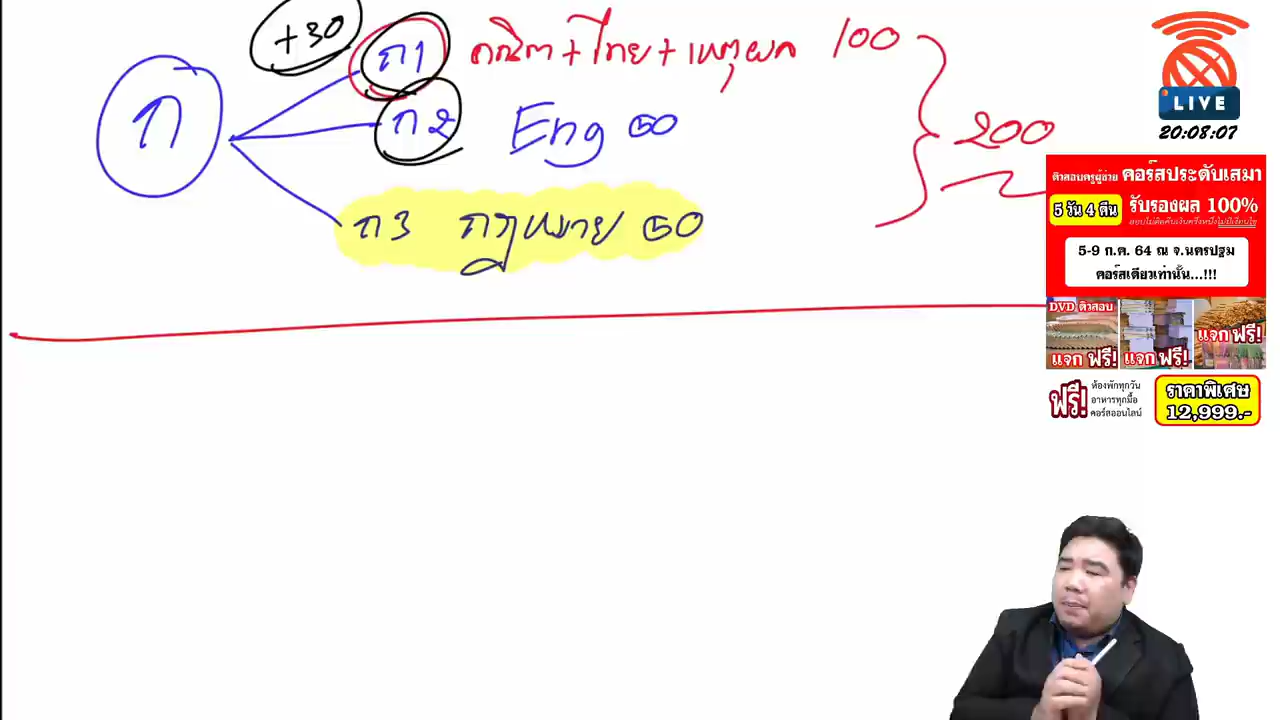 +30
ก
ก1 คณิต+ไทย+เหตุผล 100
ก2 Eng 50
ก3 กฎหมาย 50
200
LIVE
20:08:07
ติวสอบครูผู้ช่วย คอร์สประดับเสมา
5 วัน 4 คืน
รับรองผล 100%
5-9 ก.ค. 64 ณ จ.นครปฐม
คอร์สเดียวเท่านั้น...!!!
DVD ติวสอบ
แจก ฟรี! แจก ฟรี! แจกฟรี!
ฟรี!
ห้องพักทุกวัน
อาหารทุกมื้อ
คอร์สออนไลน์
ราคาพิเศษ
12,999.-